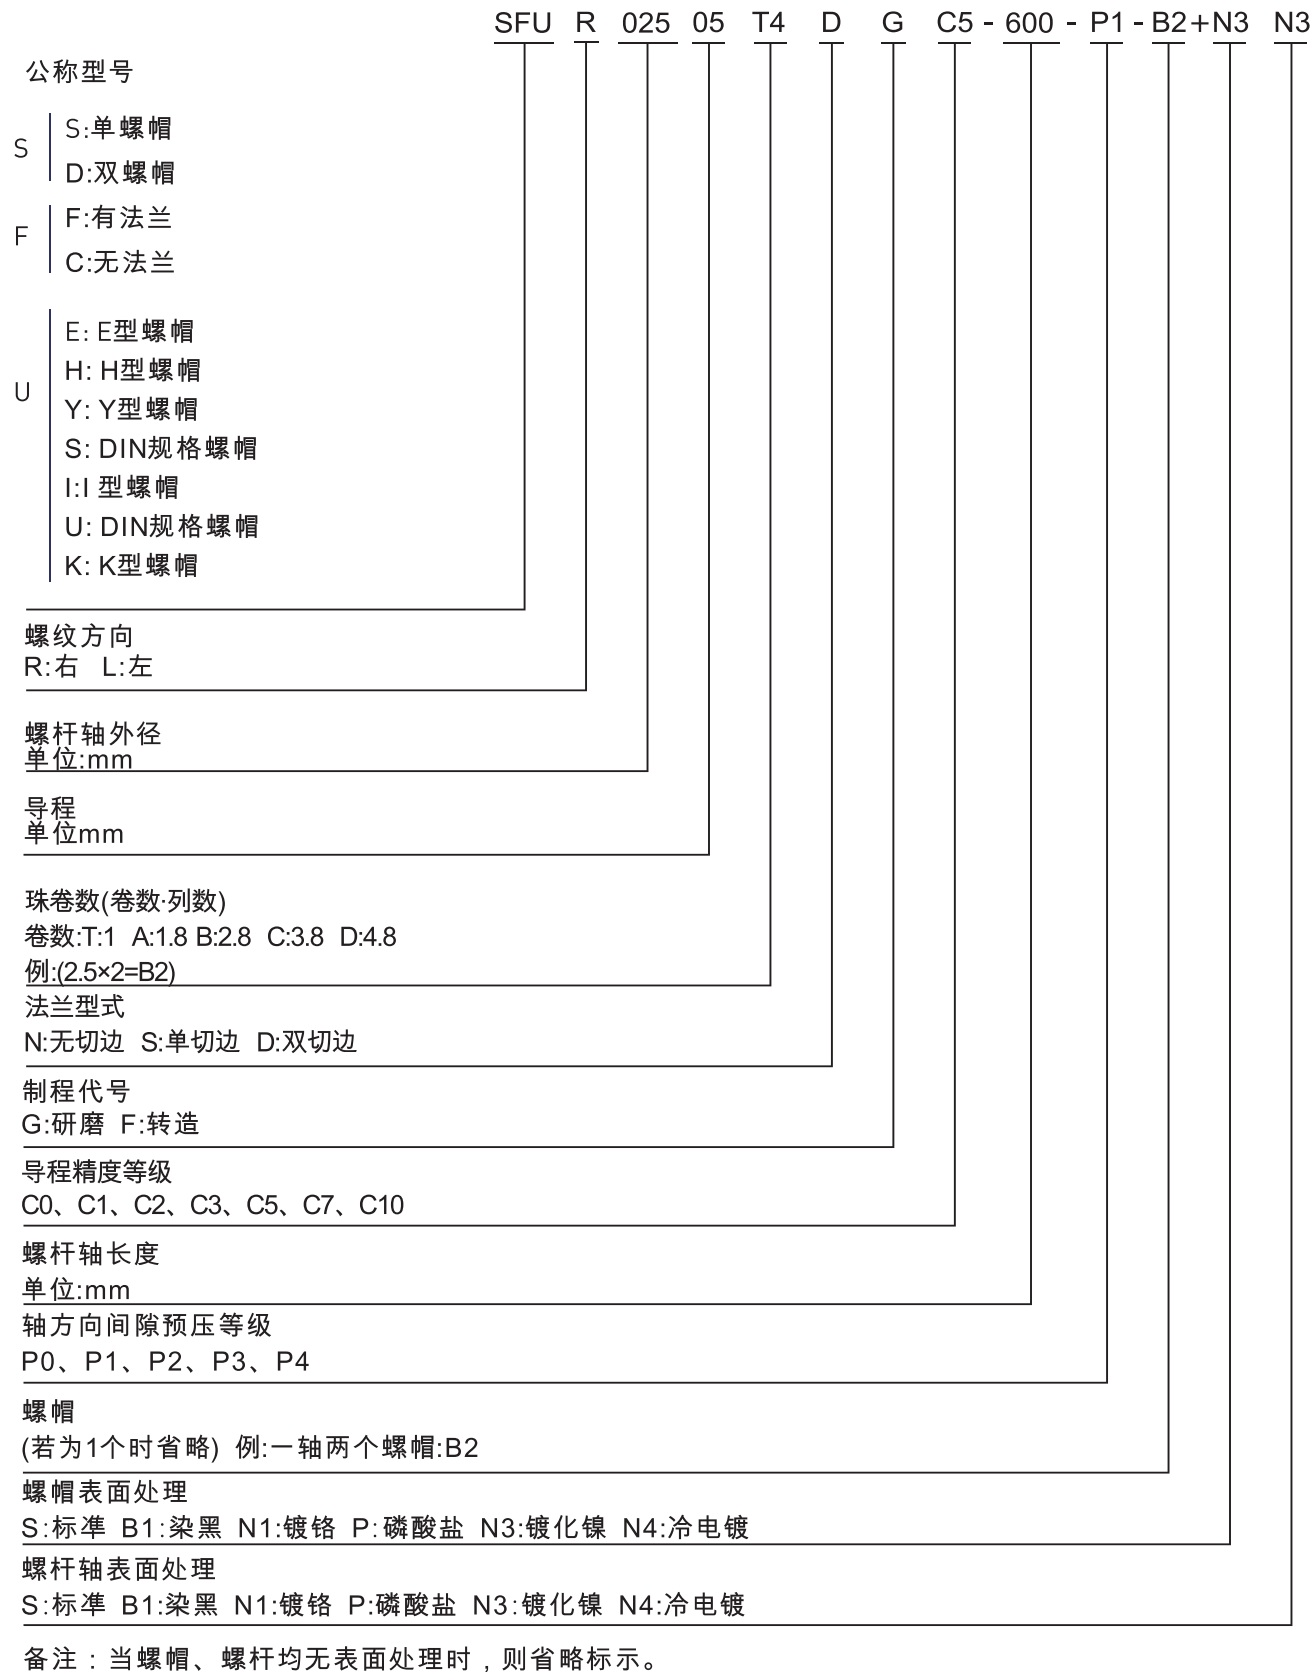 SFU R 025 05 T4 D G C5-600-P1-B2+N3 N3
公称型号
S
S:单螺帽
D:双螺帽
F
F:有法兰
C:无法兰
U
E: E型螺帽
H: H型螺帽
Y: Y型螺帽
S: DIN规格螺帽
I:I 型螺帽
U: DIN规格螺帽
K: K型螺帽
螺纹方向
R:右 L:左
螺杆轴外径
单位:mm
导程
单位mm
珠卷数(卷数·列数)
卷数:T:1 A:1.8 B:2.8 C:3.8 D:4.8
例:(2.5×2=B2)
法兰型式
N:无切边 S:单切边 D:双切边
制程代号
G:研磨 F:转造
导程精度等级
C0、C1、C2、C3、C5、C7、C10
螺杆轴长度
单位:mm
轴方向间隙预压等级
P0、P1、P2、P3、P4
螺帽
(若为1个时省略) 例:一轴两个螺帽:B2
螺帽表面处理
S:标準 B1:染黑 N1:镀铬 P:磷酸盐 N3:镀化镍 N4:冷电镀
螺杆轴表面处理
S:标準 B1:染黑 N1:镀铬 P:磷酸盐 N3:镀化镍 N4:冷电镀
备注：当螺帽、螺杆均无表面处理时，则省略标示。